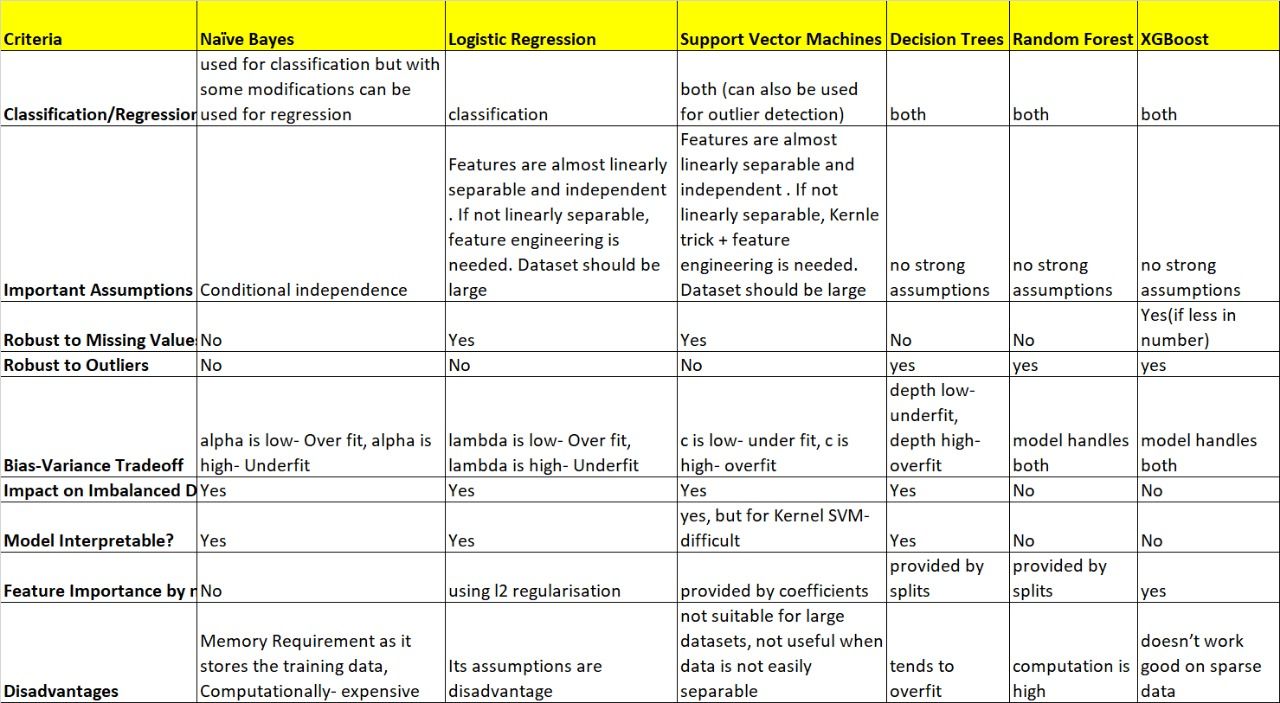 Criteria
Naïve Bayes
Logistic Regression
Support Vector Machines
Decision Trees
Random Forest
XGBoost
Classification/Regression
used for classification but with
some modifications can be
used for regression
classification
both (can also be used
for outlier detection)
both
both
both
Important Assumptions
Conditional independence
Features are almost linearly
separable and independent
. If not linearly separable,
feature engineering is
needed. Dataset should be
large
Features are almost
linearly separable and
independent . If not
linearly separable, Kernle
trick + feature
engineering is needed.
Dataset should be large
no strong
assumptions
no strong
assumptions
no strong
assumptions
Robust to Missing Value
No
Yes
Yes
No
No
Yes(if less in
number)
Robust to Outliers
No
No
No
yes
yes
yes
Bias-Variance Tradeoff
alpha is low- Over fit, alpha is
high- Underfit
lambda is low- Over fit,
lambda is high- Underfit
c is low- under fit, c is
high- overfit
depth low-
underfit,
depth high-
overfit
model handles
both
model handles
both
Impact on Imbalanced D
Yes
Yes
Yes
Yes
No
No
Model Interpretable?
Yes
Yes
yes, but for Kernel SVM-
difficult
Yes
No
No
Feature Importance by
No
using l2 regularisation
provided by coefficients
provided by
splits
provided by
splits
yes
Disadvantages
Memory Requirement as it
stores the training data,
Computationally- expensive
Its assumptions are
disadvantage
not suitable for large
datasets, not useful when
data is not easily
separable
tends to
overfit
computation is
high
doesn't work
good on sparse
data